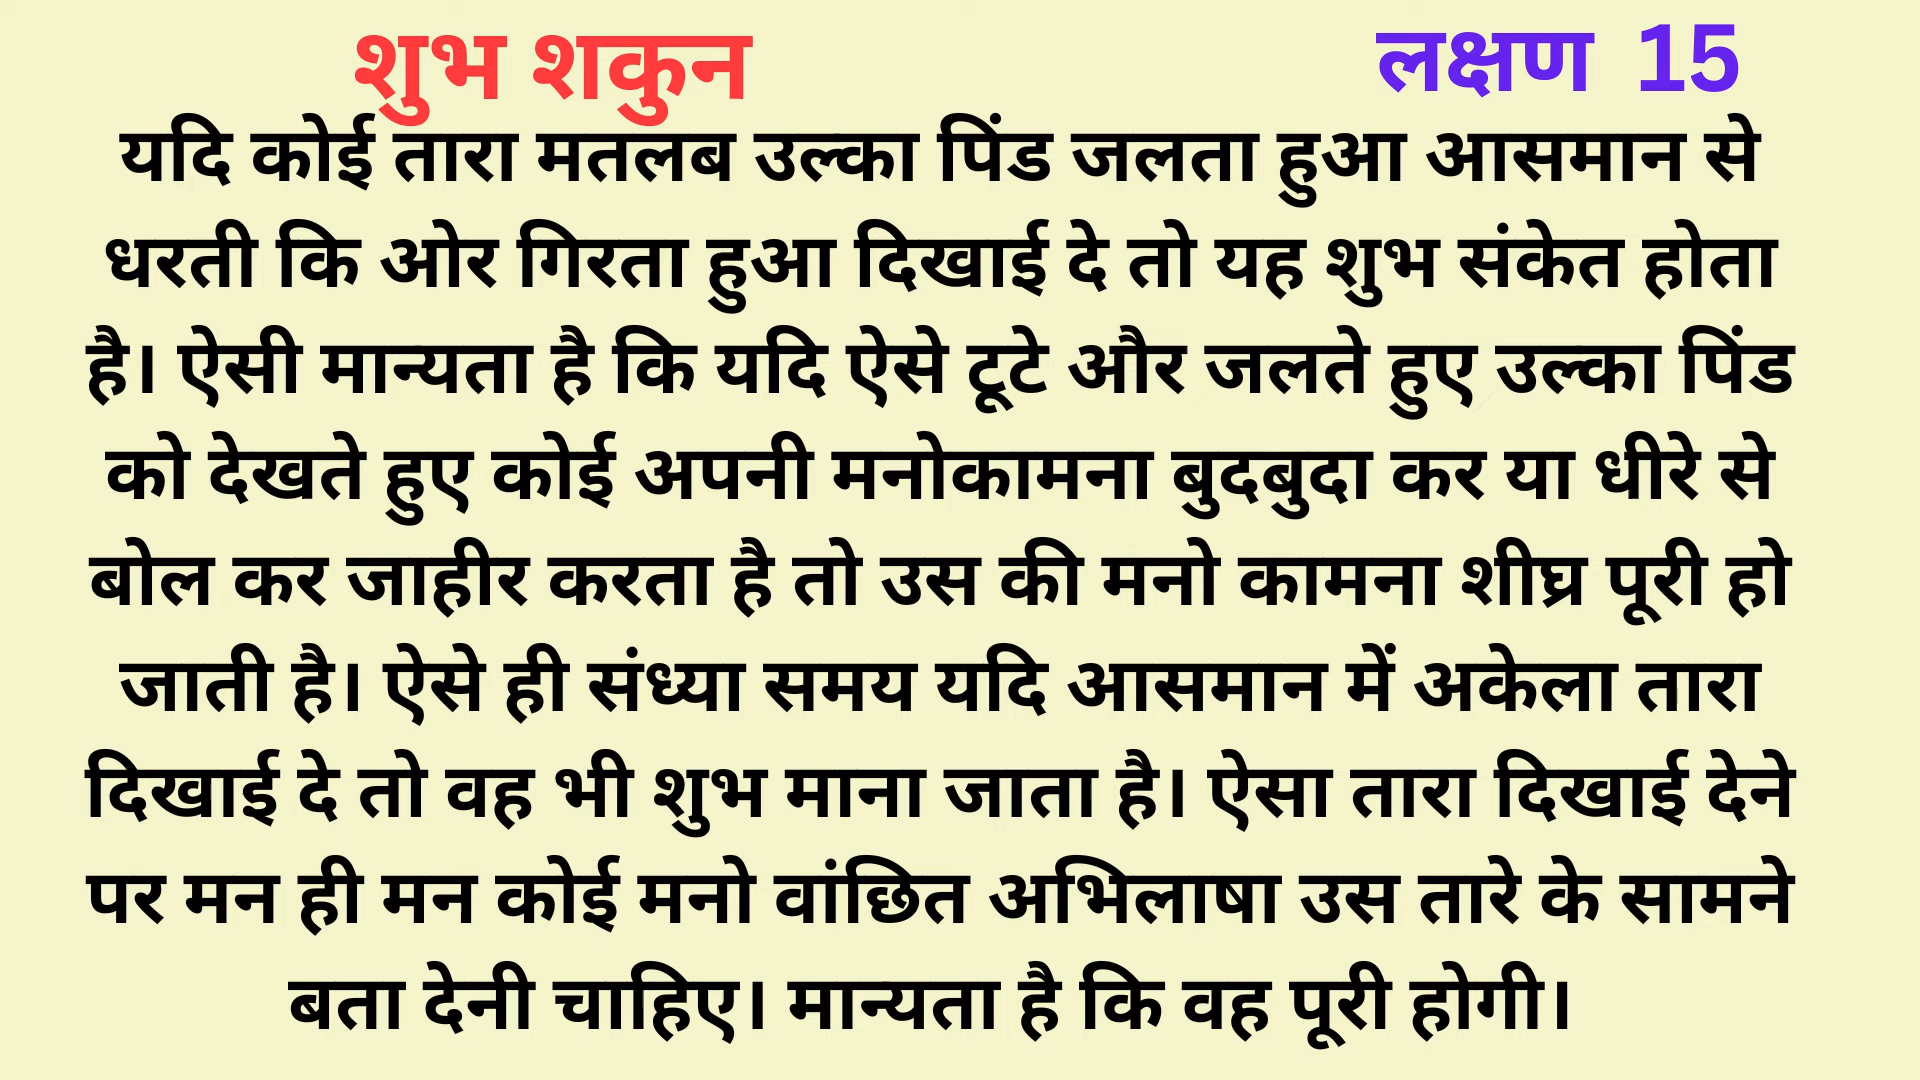 शुभ शकुन लक्षण 15
यदि कोई तारा मतलब उल्का पिंड जलता हुआ आसमान से
धरती कि ओर गिरता हुआ दिखाई दे तो यह शुभ संकेत होता
है। ऐसी मान्यता है कि यदि ऐसे टूटे और जलते हुए उल्का पिंड
को देखते हुए कोई अपनी मनोकामना बुदबुदा कर या धीरे से
बोल कर जाहीर करता है तो उस की मनो कामना शीघ्र पूरी हो
जाती है। ऐसे ही संध्या समय यदि आसमान में अकेला तारा
दिखाई दे तो वह भी शुभ माना जाता है। ऐसा तारा दिखाई देने
पर मन ही मन कोई मनो वांछित अभिलाषा उस तारे के सामने
बता देनी चाहिए। मान्यता है कि वह पूरी होगी।